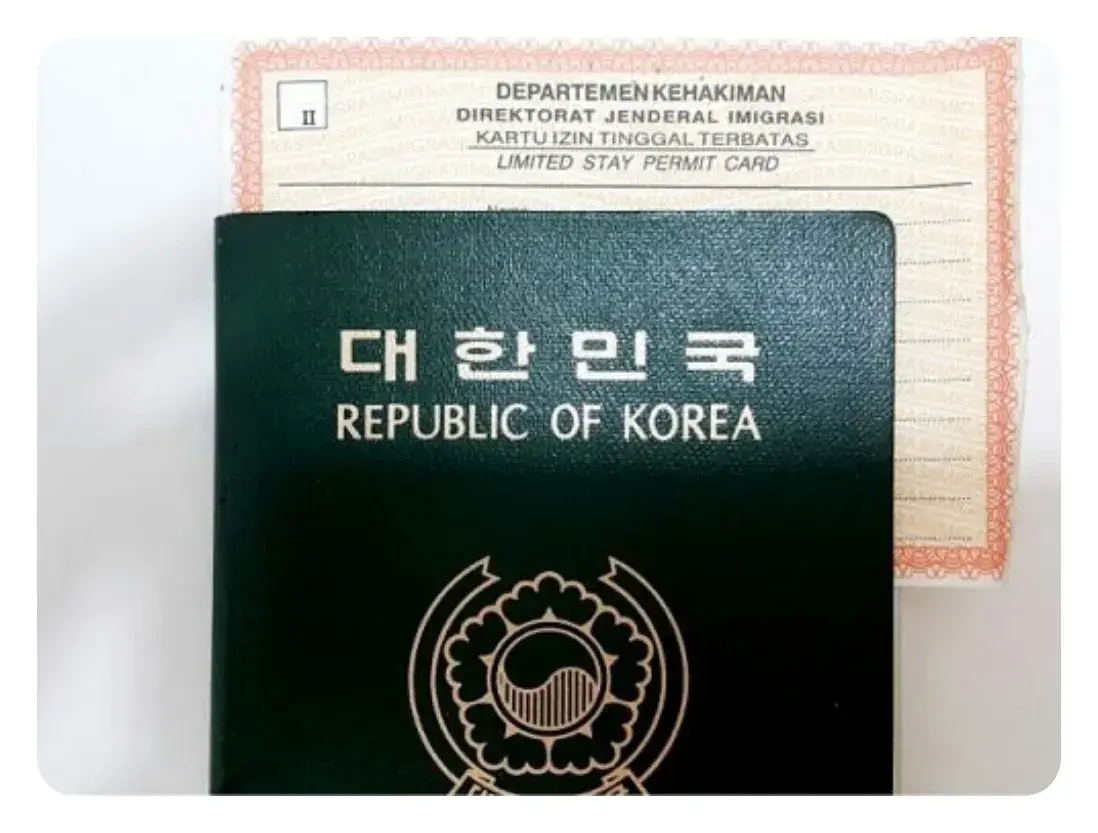 II
DEPARTEMEN KEHAKIMAN
DIREKTORAT JENDERAL IMIGRASI
KARTU IZIN TINGGAL TERBATAS
LIMITED STAY PERMIT CARD
대한민국
REPUBLIC OF KOREA